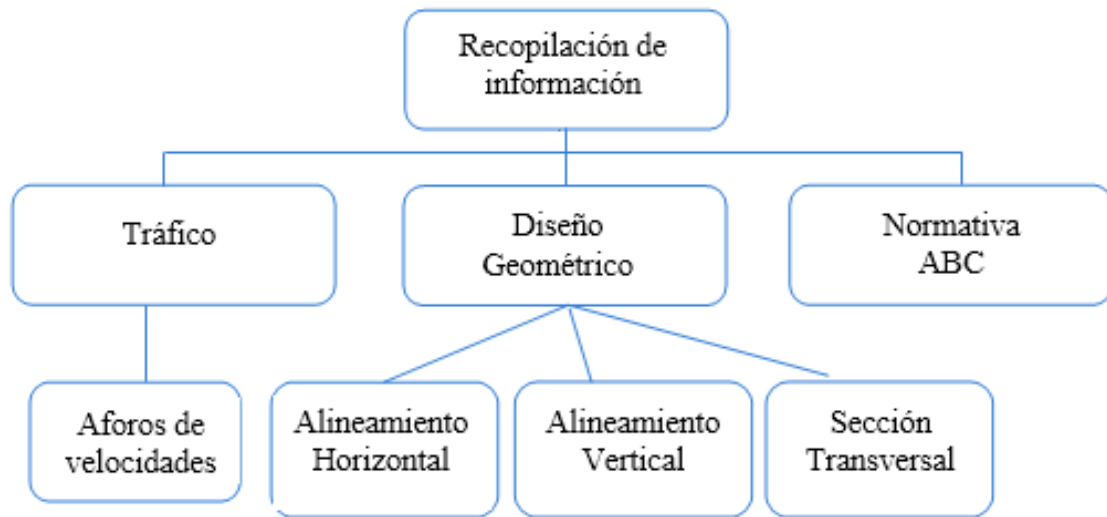 Recopilación de
información
Tráfico
Diseño
Geométrico
Normativa
ABC
Aforos de
velocidades
Alineamiento
Horizontal
Alineamiento
Vertical
Sección
Transversal